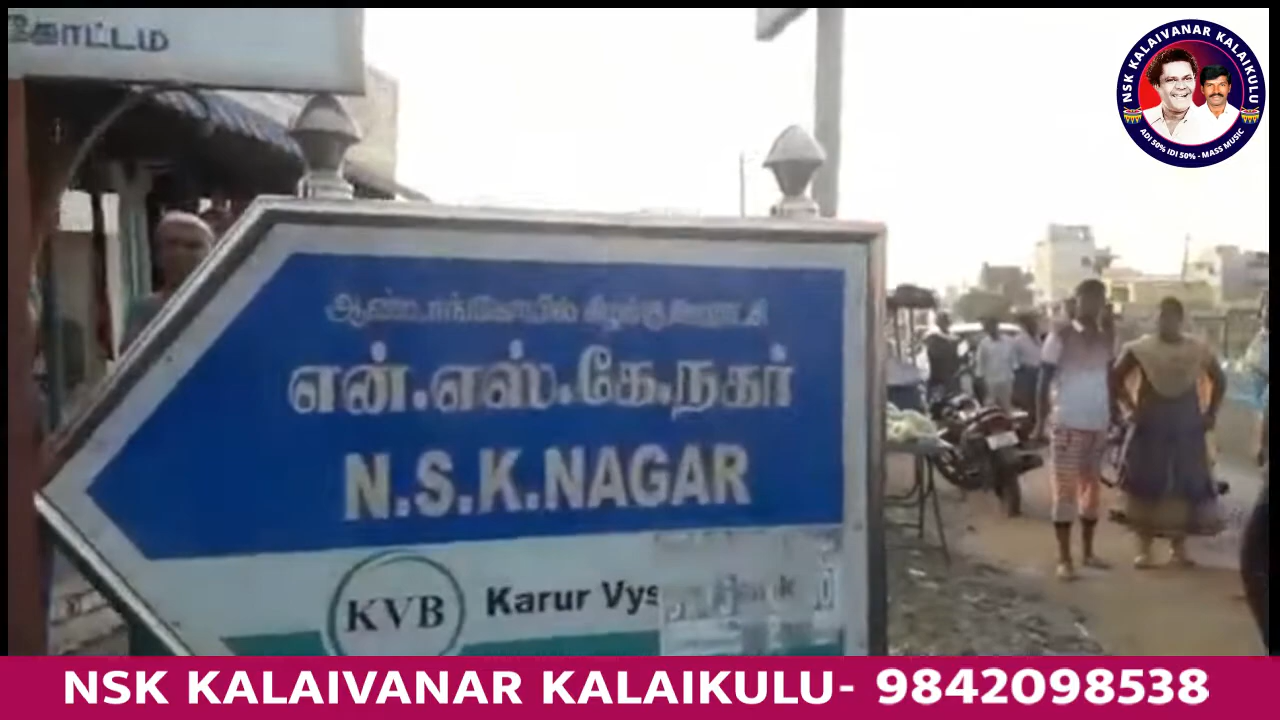 கோட்டம்
NSK KALAIVANAR KALAIKULU
ADI 50% IDI 50% - MASS MUSIC
என்.எஸ்.கே.நகர்
N.S.K.NAGAR
KVB Karur Vys
NSK KALAIVANAR KALAIKULU- 9842098538